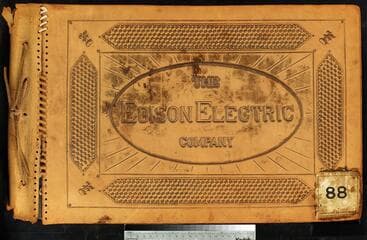 THE
EDISON ELECTRIC
COMPANY
88